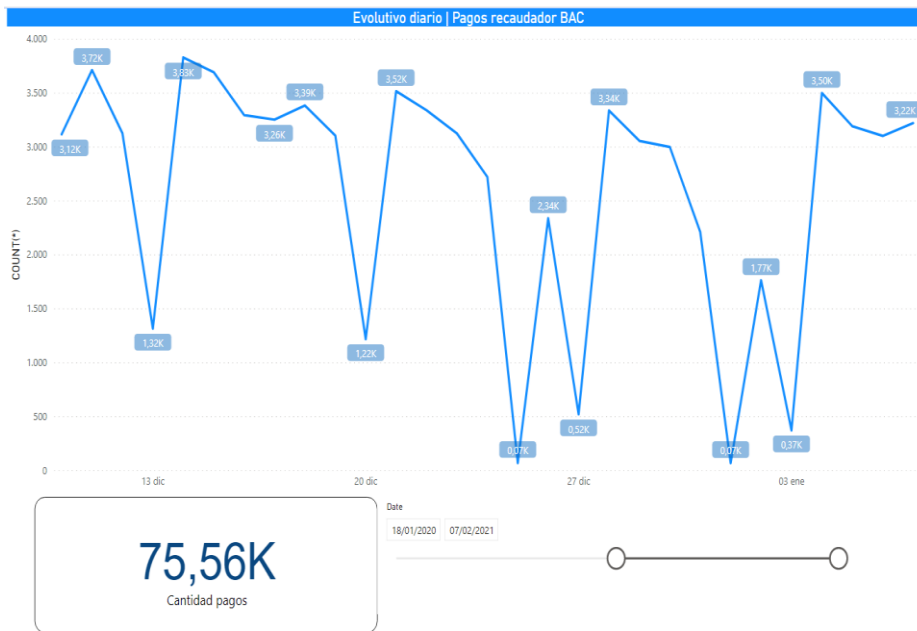 Evolutivo diario | Pagos recaudador BAC
4.000
3.500
3.000
2.500
2.000
1.500
1.000
500
0
COUNT(*)
3,12K
3,72K
1,32K
3,83K
3,26K
3,39K
1,22K
3,52K
0,07K
2,34K
0,52K
3,34K
0,07K
1,77K
0,37K
3,50K
3,22K
13 dic
20 dic
27 dic
03 ene
75,56K
Cantidad pagos
Date
18/01/2020 07/02/2021